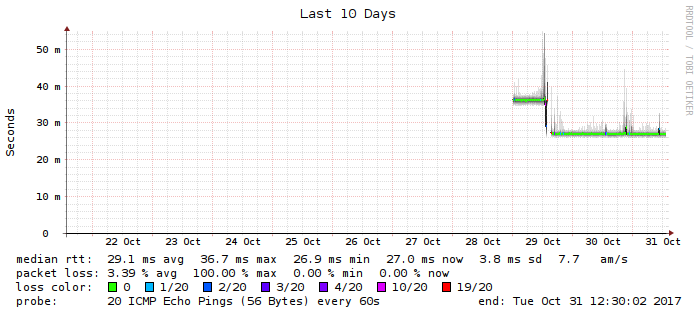 Last 10 Days
RRDTOOL / TOBI OETIKER
Seconds
50 m
40 m
30 m
20 m
10 m
0
22 Oct 23 Oct 24 Oct 25 Oct 26 Oct 27 Oct 28 Oct 29 Oct 30 Oct 31 Oct
median rtt: 29.1 ms avg 36.7 ms max 26.9 ms min 27.0 ms now 3.8 ms sd 7.7 am/s
packet loss: 3.39 % avg 100.00 % max 0.00 % min 0.00 % now
loss color: 0 1/20 2/20 3/20 4/20 10/20 19/20
probe: 20 ICMP Echo Pings (56 Bytes) every 60s end: Tue Oct 31 12:30:02 2017